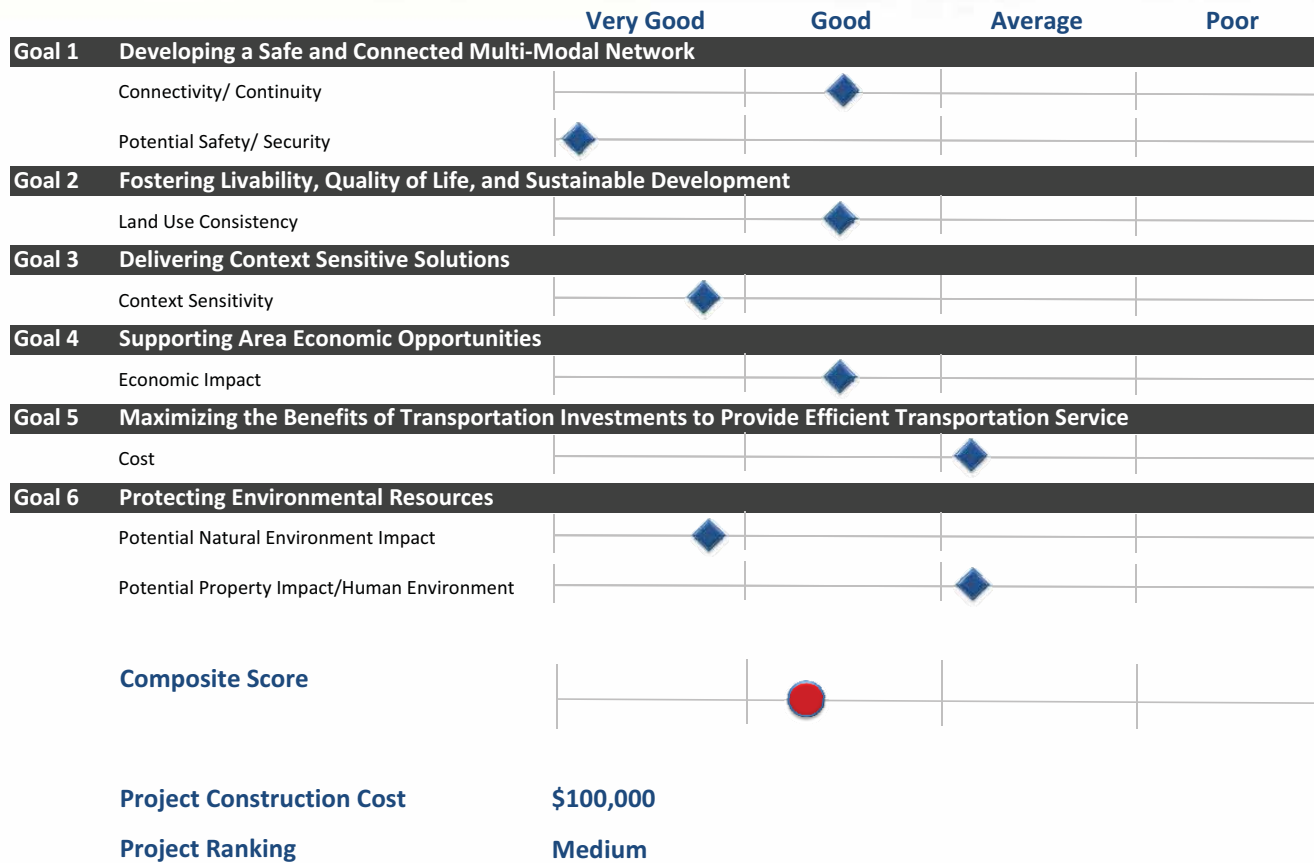 Very Good Good Average Poor
Goal 1 Developing a Safe and Connected Multi-Modal Network
Connectivity/ Continuity
Potential Safety/ Security
Goal 2 Fostering Livability, Quality of Life, and Sustainable Development
Land Use Consistency
Goal 3 Delivering Context Sensitive Solutions
Context Sensitivity
Goal 4 Supporting Area Economic Opportunities
Economic Impact
Goal 5 Maximizing the Benefits of Transportation Investments to Provide Efficient Transportation Service
Cost
Goal 6 Protecting Environmental Resources
Potential Natural Environment Impact
Potential Property Impact/Human Environment
Composite Score
Project Construction Cost $100,000
Project Ranking Medium